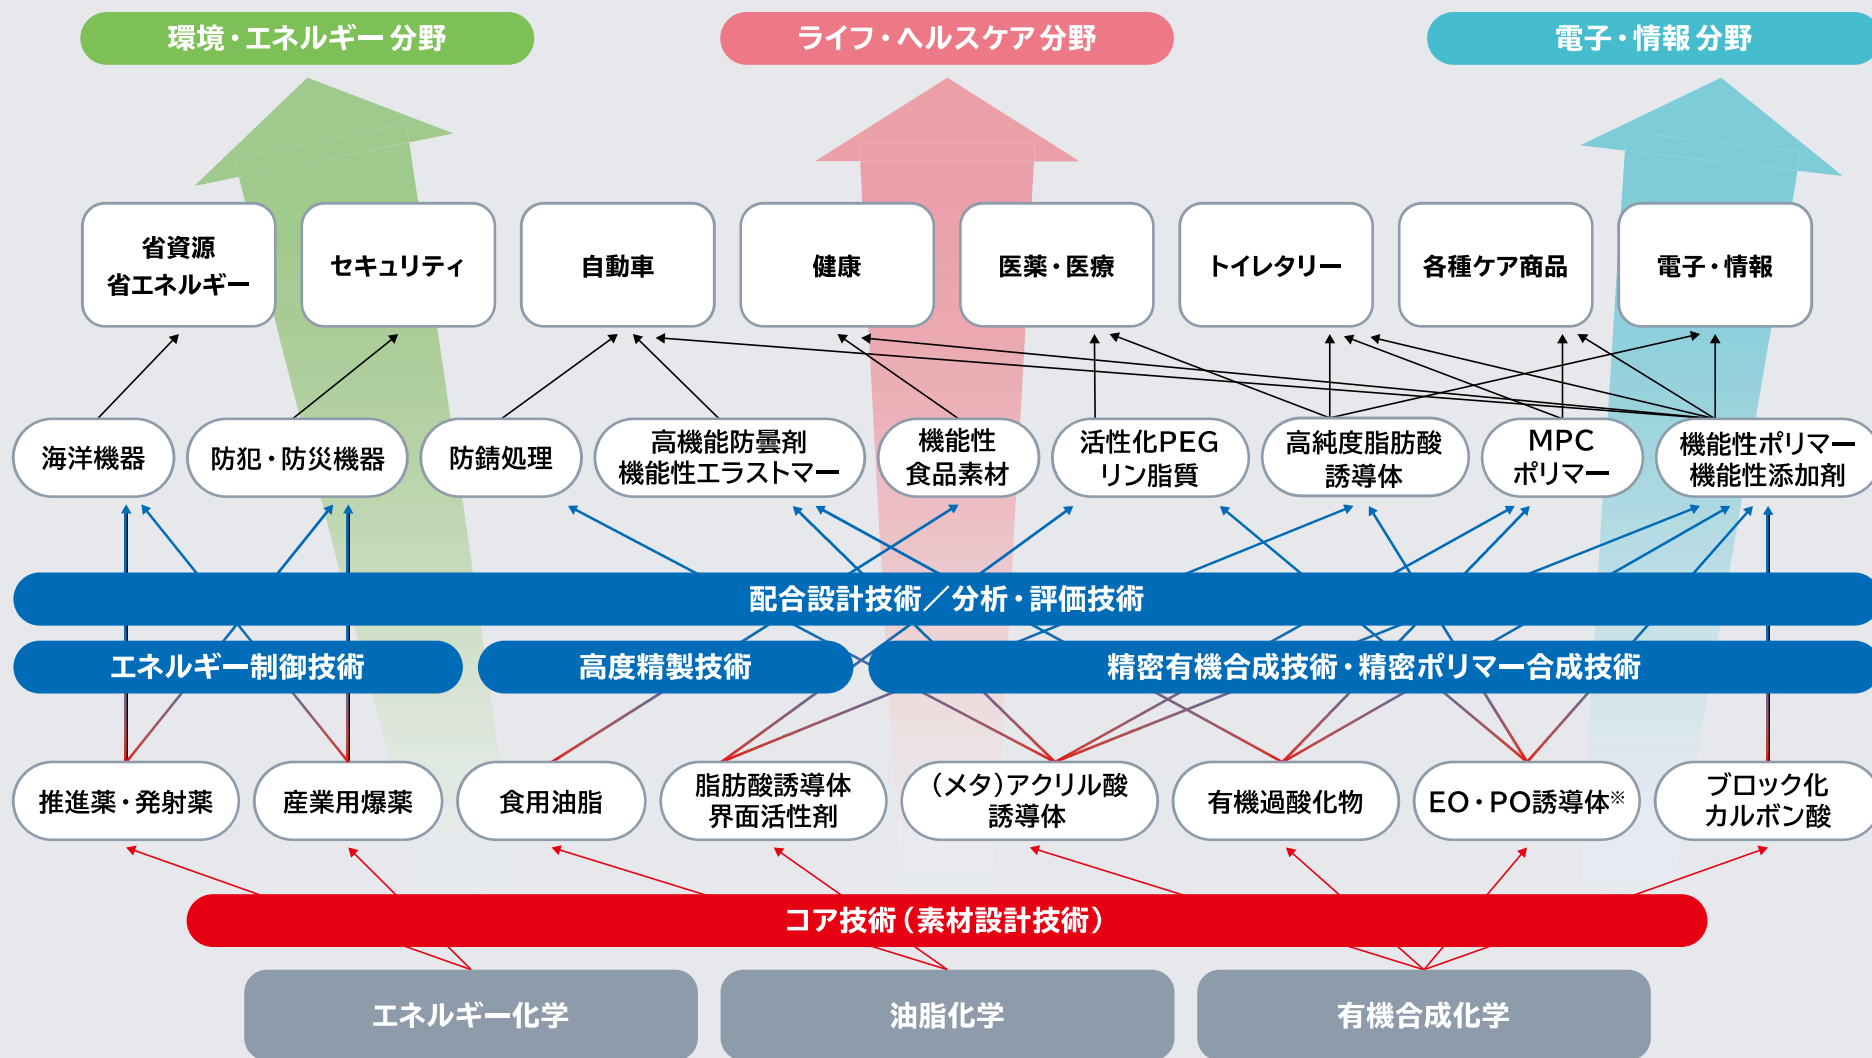 環境・エネルギー分野
ライフ・ヘルスケア分野
電子・情報分野
省資源
省エネルギー
セキュリティ
自動車
健康
医薬・医療
トイレタリー
各種ケア商品
電子・情報
海洋機器
防犯・防災機器
防錆処理
高機能防曇剤
機能性エラストマー
機能性
食品素材
活性化PEG
リン脂質
高純度脂肪酸
誘導体
MPC
ポリマー
機能性ポリマー
機能性添加剤
配合設計技術／分析・評価技術
エネルギー制御技術
高度精製技術
精密有機合成技術・精密ポリマー合成技術
推進薬・発射薬
産業用爆薬
食用油脂
脂肪酸誘導体
界面活性剤
（メタ）アクリル酸
誘導体
有機過酸化物
EO・PO誘導体※
ブロック化
カルボン酸
コア技術（素材設計技術）
エネルギー化学
油脂化学
有機合成化学